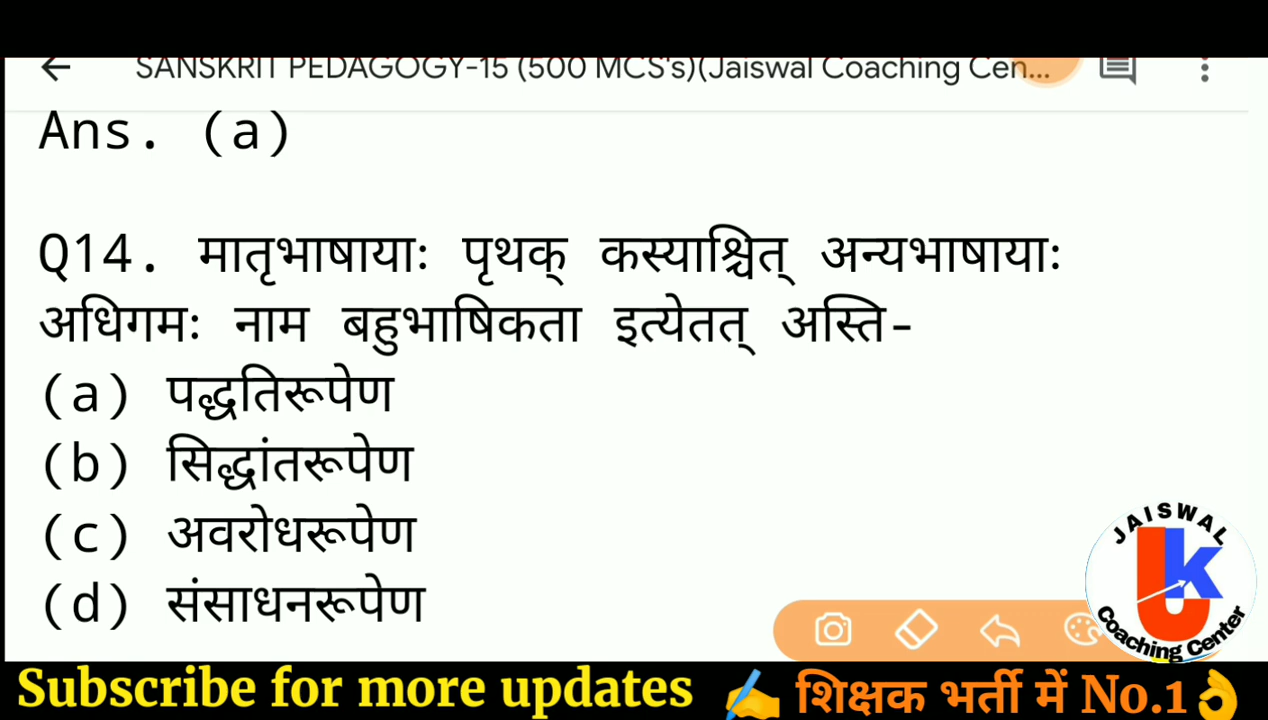 SANSKRIT PEDAGOGY-15 (500 MCS's)(Jaiswal Coaching Cen...
Ans. (a)
Q14. मातृभाषायाः पृथक् कस्याश्चित् अन्यभाषायाः
अधिगमः नाम बहुभाषिकता इत्येतत् अस्ति-
(a) पद्धतिरूपेण
(b) सिद्धांतरूपेण
(c) अवरोधरूपेण
(d) संसाधनरूपेण
JAISWAL
JK
Coaching Center
Subscribe for more updates ✍ शिक्षक भर्ती में No.1👌